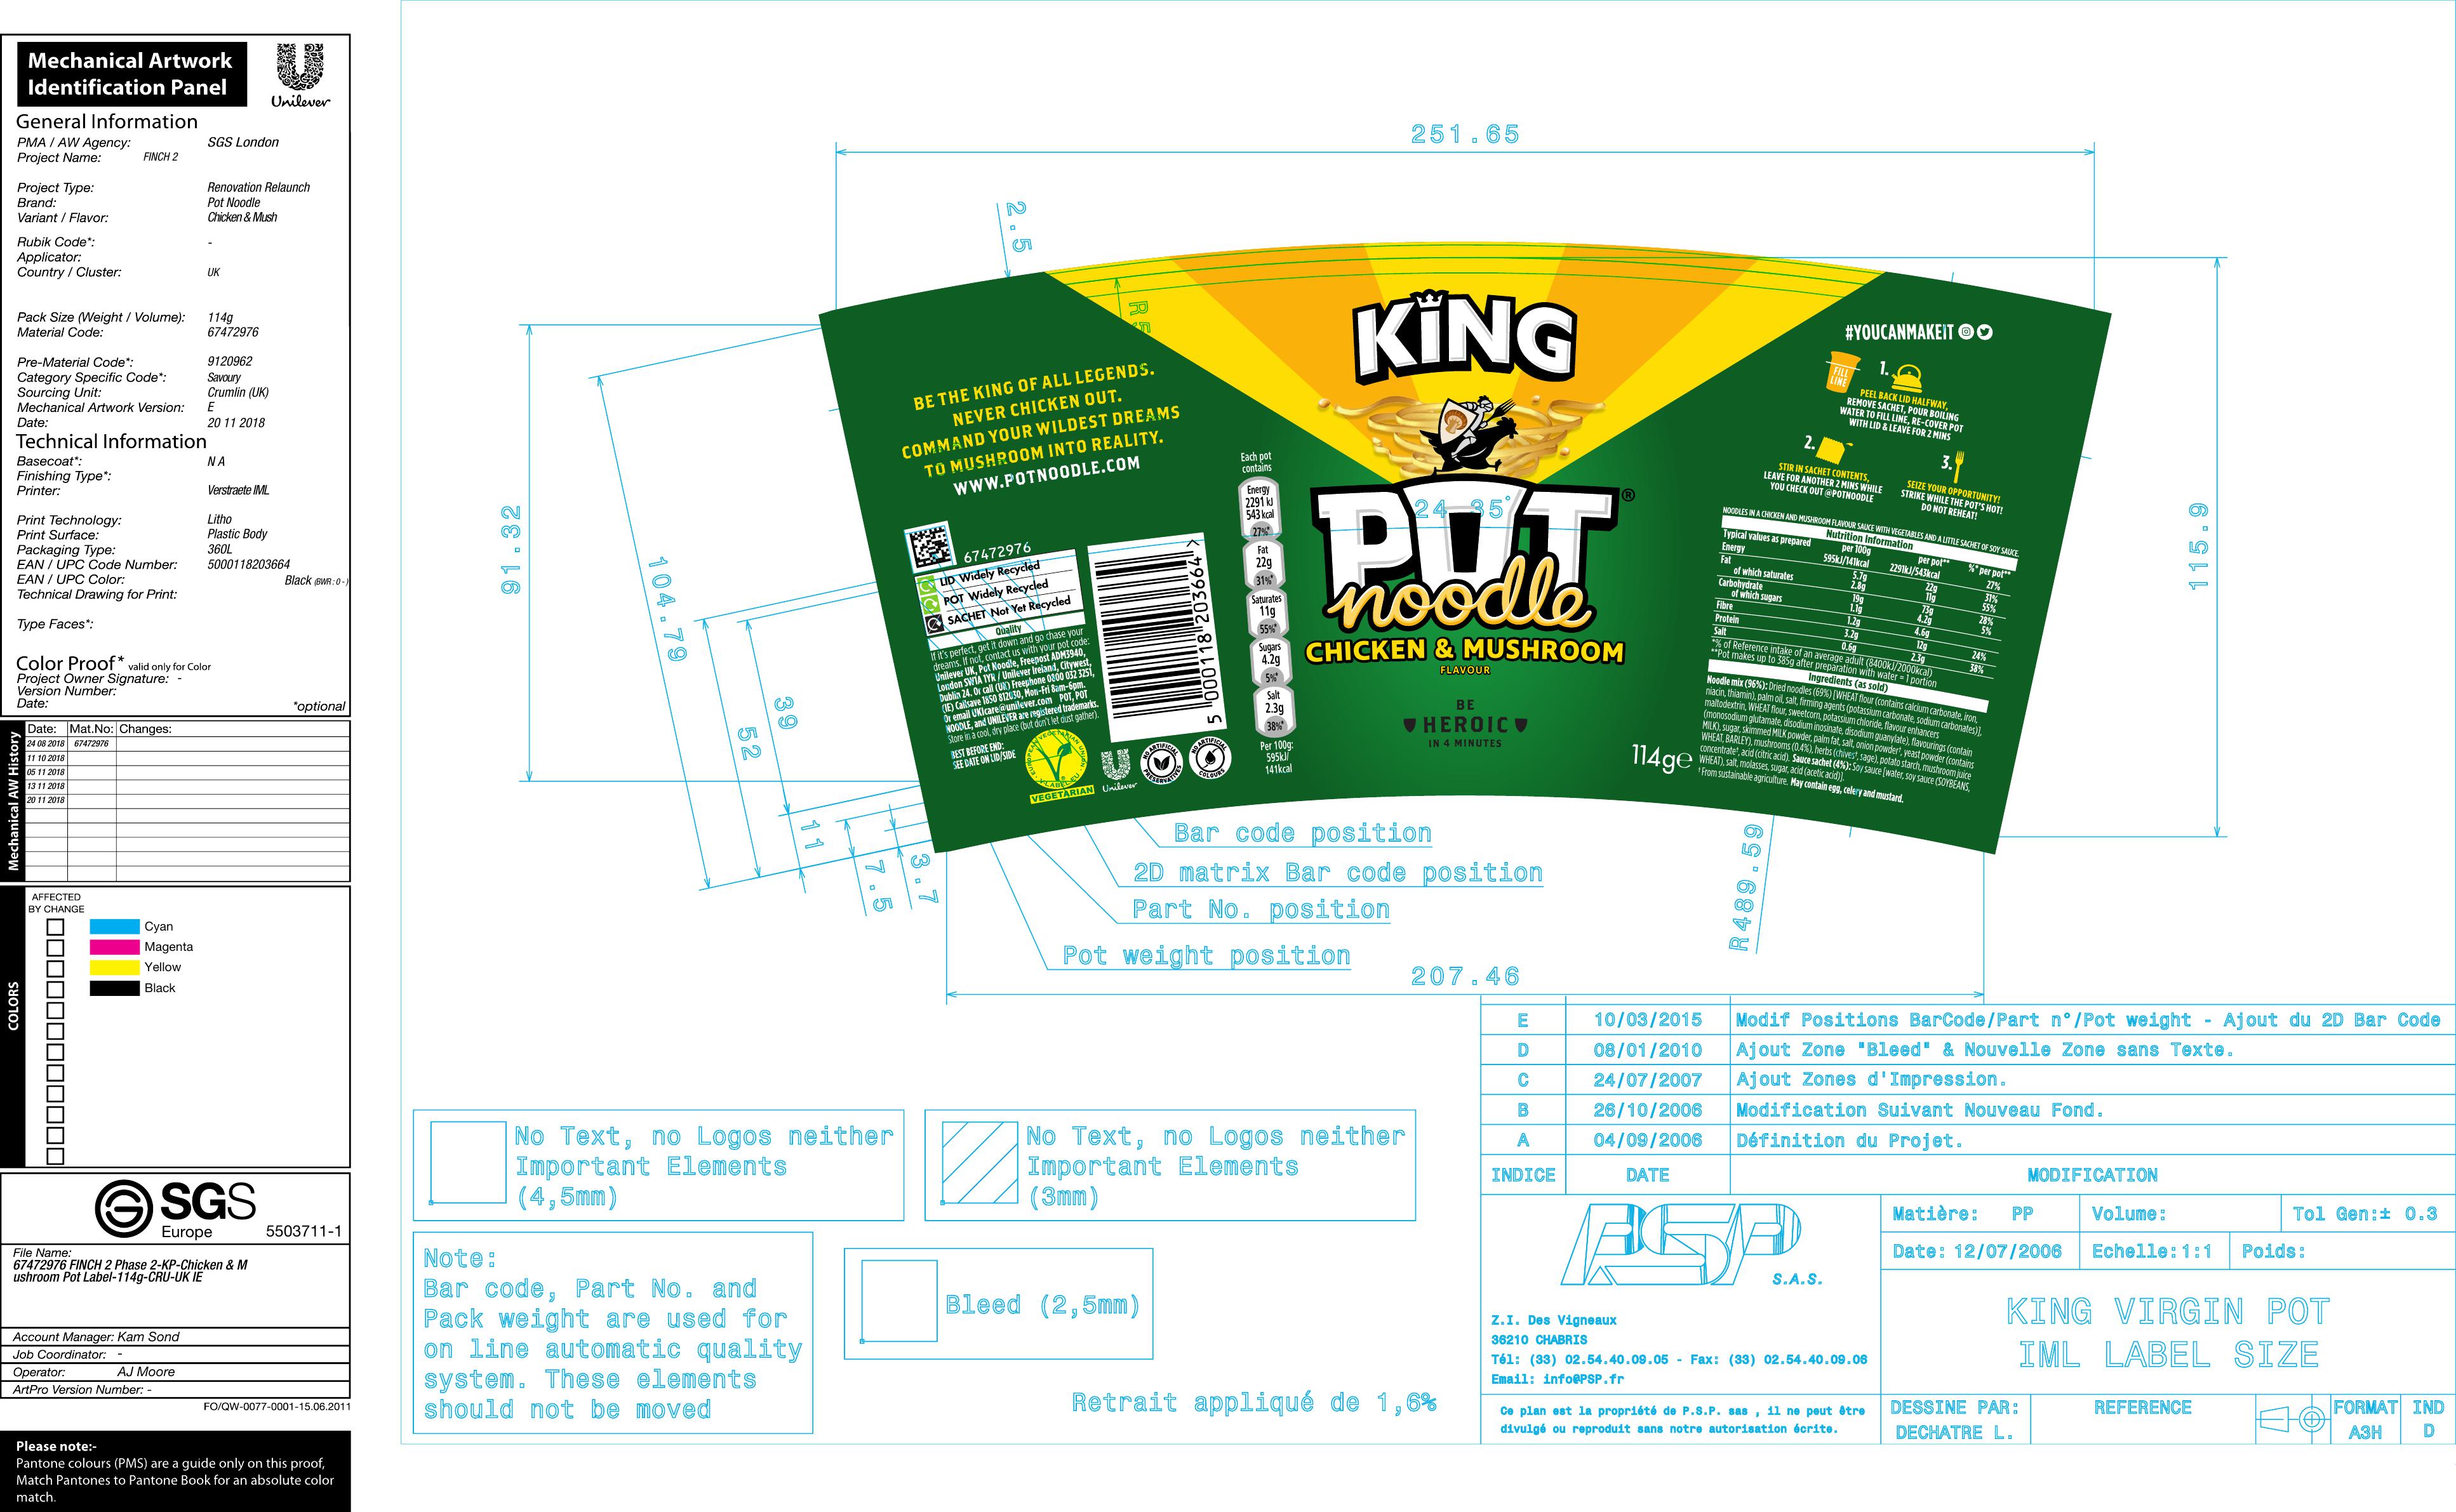 Mechanical Artwork
Identification Panel
Unilever
General Information
PMA / AW Agency: SGS London
Project Name: FINCH 2
Project Type: Renovation Relaunch
Brand: Pot Noodle
Variant / Flavor: Chicken & Mush
Rubik Code*: -
Applicator:
Country / Cluster: UK
Pack Size (Weight / Volume): 114g
Material Code: 67472976
Pre-Material Code*: 9120962
Category Specific Code*: Savoury
Sourcing Unit: Crumlin (UK)
Mechanical Artwork Version: E
Date: 20 11 2018
Technical Information
Basecoat*: N A
Finishing Type*:
Printer: Verstraete IML
Print Technology: Litho
Print Surface: Plastic Body
Packaging Type: 360L
EAN / UPC Code Number: 5000118203664
EAN / UPC Color: Black (BWR : 0 - )
Technical Drawing for Print:
Type Faces*:
Color Proof* valid only for Color
Project Owner Signature: -
Version Number:
Date: *optional
Mechanical AW History
Date: Mat.No: Changes:
24 08 2018 67472976
11 10 2018
05 11 2018
13 11 2018
20 11 2018
COLORS
AFFECTED
BY CHANGE
Cyan
Magenta
Yellow
Black
SGS
Europe 5503711-1
File Name:
67472976 FINCH 2 Phase 2-KP-Chicken & M
ushroom Pot Label-114g-CRU-UK IE
Account Manager: Kam Sond
Job Coordinator: -
Operator: AJ Moore
ArtPro Version Number: -
FO/QW-0077-0001-15.06.2011
Please note:-
Pantone colours (PMS) are a guide only on this proof,
Match Pantones to Pantone Book for an absolute color
match.
251.65
2.5
91.32
104.79
52
39
11
7.5
3.7
115.9
R489.59
207.46
24.35°
BE THE KING OF ALL LEGENDS.
NEVER CHICKEN OUT.
COMMAND YOUR WILDEST DREAMS
TO MUSHROOM INTO REALITY.
WWW.POTNOODLE.COM
67472976
LID Widely Recycled
POT Widely Recycled
SACHET Not Yet Recycled
Quality
If it's perfect, get it down and go chase your
dreams. If not, contact us with your pot code:
Unilever UK, Pot Noodle, Freepost ADM3940,
London SW1A 1YR / Unilever Ireland, Citywest,
Dublin 24. Or call (UK) Freephone 0800 032 3251,
(IE) Callsave 1850 812030, Mon-Fri 8am-6pm.
Or email UKIcare@unilever.com POT, POT
NOODLE, and UNILEVER are registered trademarks.
Store in a cool, dry place (but don't let dust gather).
BEST BEFORE END:
SEE DATE ON LID/SIDE
EUROPEAN VEGETARIAN UNION
V-LABEL.EU
VEGETARIAN
Unilever
NO ARTIFICIAL PRESERVATIVES
NO ARTIFICIAL COLOURS
5 000118 203664 >
Each pot
contains
Energy
2291 kJ
543 kcal
27%*
Fat
22g
31%*
Saturates
11g
55%*
Sugars
4.2g
5%*
Salt
2.3g
38%*
Per 100g:
595kJ/
141kcal
KiNG
POT®
noodle
CHICKEN & MUSHROOM
FLAVOUR
BE
HEROIC
IN 4 MINUTES
114g℮
#YOUCANMAKEIT
FILL
LINE
1.
PEEL BACK LID HALFWAY,
REMOVE SACHET, POUR BOILING
WATER TO FILL LINE, RE-COVER POT
WITH LID & LEAVE FOR 2 MINS
2.
STIR IN SACHET CONTENTS,
LEAVE FOR ANOTHER 2 MINS WHILE
YOU CHECK OUT @POTNOODLE
3.
SEIZE YOUR OPPORTUNITY!
STRIKE WHILE THE POT'S HOT!
DO NOT REHEAT!
NOODLES IN A CHICKEN AND MUSHROOM FLAVOUR SAUCE WITH VEGETABLES AND A LITTLE SACHET OF SOY SAUCE.
Nutrition Information
Typical values as prepared per 100g per pot** %* per pot**
Energy 595kJ/141kcal 2291kJ/543kcal 27%
Fat 5.7g 22g 31%
of which saturates 2.8g 11g 55%
Carbohydrate 19g 73g 28%
of which sugars 1.1g 4.2g 5%
Fibre 1.2g 4.6g
Protein 3.2g 12g 24%
Salt 0.6g 2.3g 38%
*% of Reference intake of an average adult (8400kJ/2000kcal)
**Pot makes up to 385g after preparation with water = 1 portion
Ingredients (as sold)
Noodle mix (96%): Dried noodles (69%) [WHEAT flour (contains calcium carbonate, iron,
niacin, thiamin), palm oil, salt, firming agents (potassium carbonate, sodium carbonates)],
maltodextrin, WHEAT flour, sweetcorn, potassium chloride, flavour enhancers
(monosodium glutamate, disodium inosinate, disodium guanylate), flavourings (contain
MILK), sugar, skimmed MILK powder, palm fat, salt, onion powder†, yeast powder (contains
WHEAT, BARLEY), mushrooms (0.4%), herbs (chives†, sage), potato starch, mushroom juice
concentrate†, acid (citric acid). Sauce sachet (4%): Soy sauce [water, soy sauce (SOYBEANS,
WHEAT), salt, molasses, sugar, acid (acetic acid)].
† From sustainable agriculture. May contain egg, celery and mustard.
Bar code position
2D matrix Bar code position
Part No. position
Pot weight position
No Text, no Logos neither
Important Elements
(4,5mm)
No Text, no Logos neither
Important Elements
(3mm)
Note:
Bar code, Part No. and
Pack weight are used for
on line automatic quality
system. These elements
should not be moved
Bleed (2,5mm)
Retrait appliqué de 1,6%
E 10/03/2015 Modif Positions BarCode/Part n°/Pot weight - Ajout du 2D Bar Code
D 08/01/2010 Ajout Zone "Bleed" & Nouvelle Zone sans Texte.
C 24/07/2007 Ajout Zones d'Impression.
B 26/10/2006 Modification Suivant Nouveau Fond.
A 04/09/2006 Définition du Projet.
INDICE DATE MODIFICATION
PSP
S.A.S.
Z.I. Des Vigneaux
36210 CHABRIS
Tél: (33) 02.54.40.09.05 - Fax: (33) 02.54.40.09.06
Email: info@PSP.fr
Ce plan est la propriété de P.S.P. sas , il ne peut être
divulgé ou reproduit sans notre autorisation écrite.
Matière: PP Volume: Tol Gen:± 0.3
Date: 12/07/2006 Echelle:1:1 Poids:
KING VIRGIN POT
IML LABEL SIZE
DESSINE PAR: REFERENCE FORMAT IND
DECHATRE L. A3H D